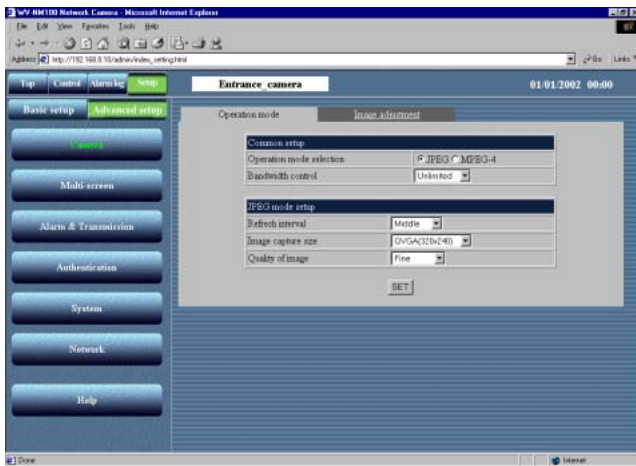 WV-NM100 Network Camera - Microsoft Internet Explorer
File Edit View Favorites Tools Help
Address http://192.168.0.10/admin/index_setting.html Go Links
Top Control Alarm log Setup Entrance_camera 01/01/2002 00:00
Basic setup Advanced setup
Operation mode Image adjustment
Camera
Common setup
Operation mode selection JPEG MPEG-4
Bandwidth control Unlimited
Multi-screen
JPEG mode setup
Alarm & Transmission
Refresh interval Middle
Image capture size QVGA(320x240)
Quality of image Fine
Authentication
SET
System
Network
Help
Done Internet